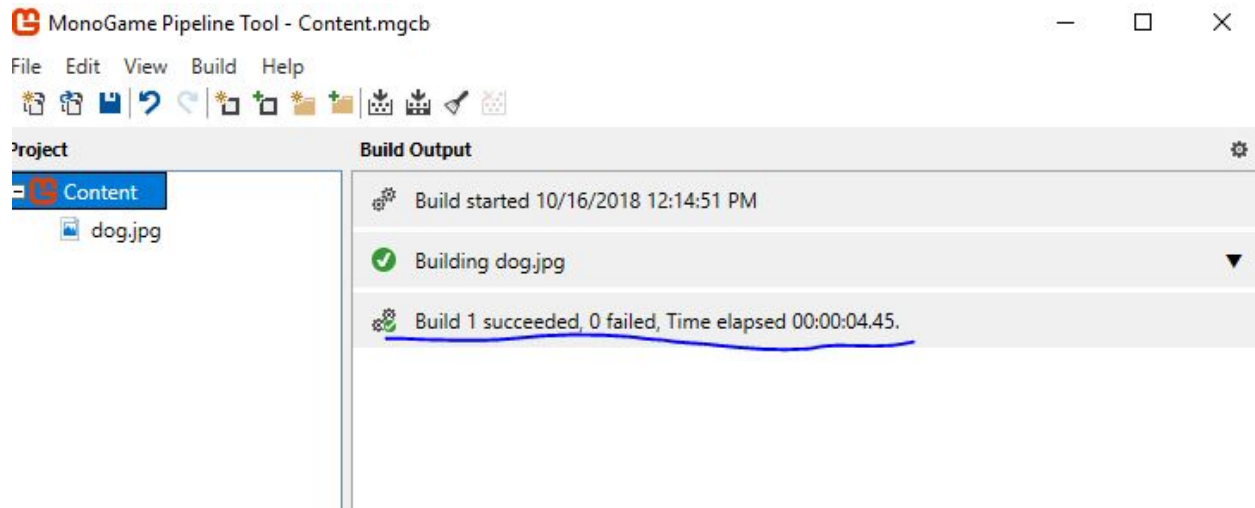 MonoGame Pipeline Tool - Content.mgcb
File Edit View Build Help
Project
Build Output
Content
Build started 10/16/2018 12:14:51 PM
dog.jpg
Building dog.jpg
Build 1 succeeded, 0 failed, Time elapsed 00:00:04.45.